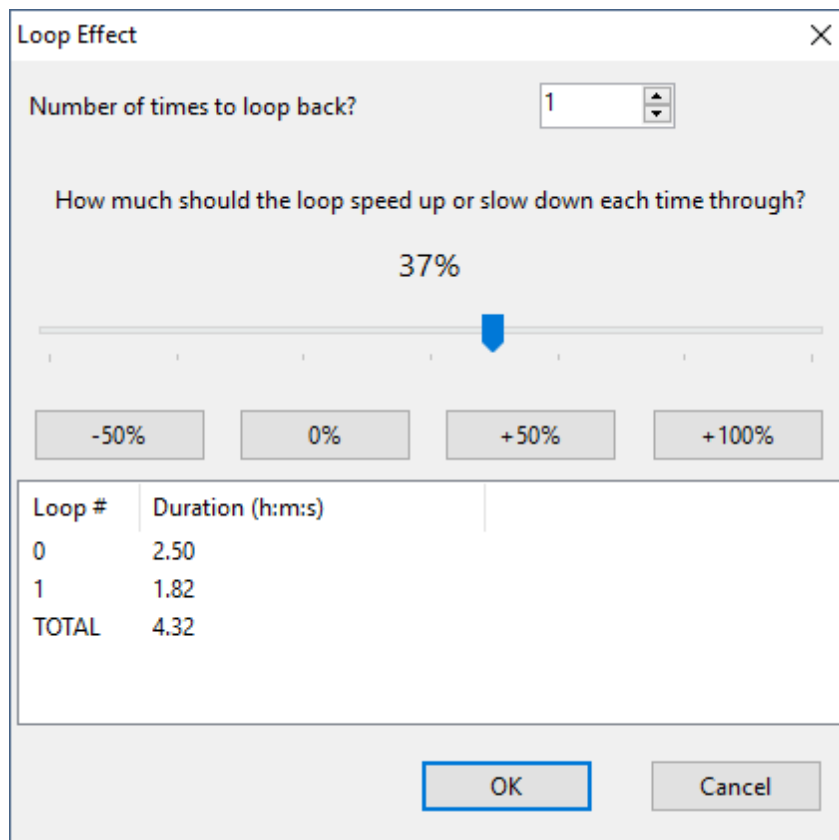 Loop Effect
Number of times to loop back? 1
How much should the loop speed up or slow down each time through?
37%
-50% 0% +50% +100%
Loop # Duration (h:m:s)
0 2.50
1 1.82
TOTAL 4.32
OK Cancel